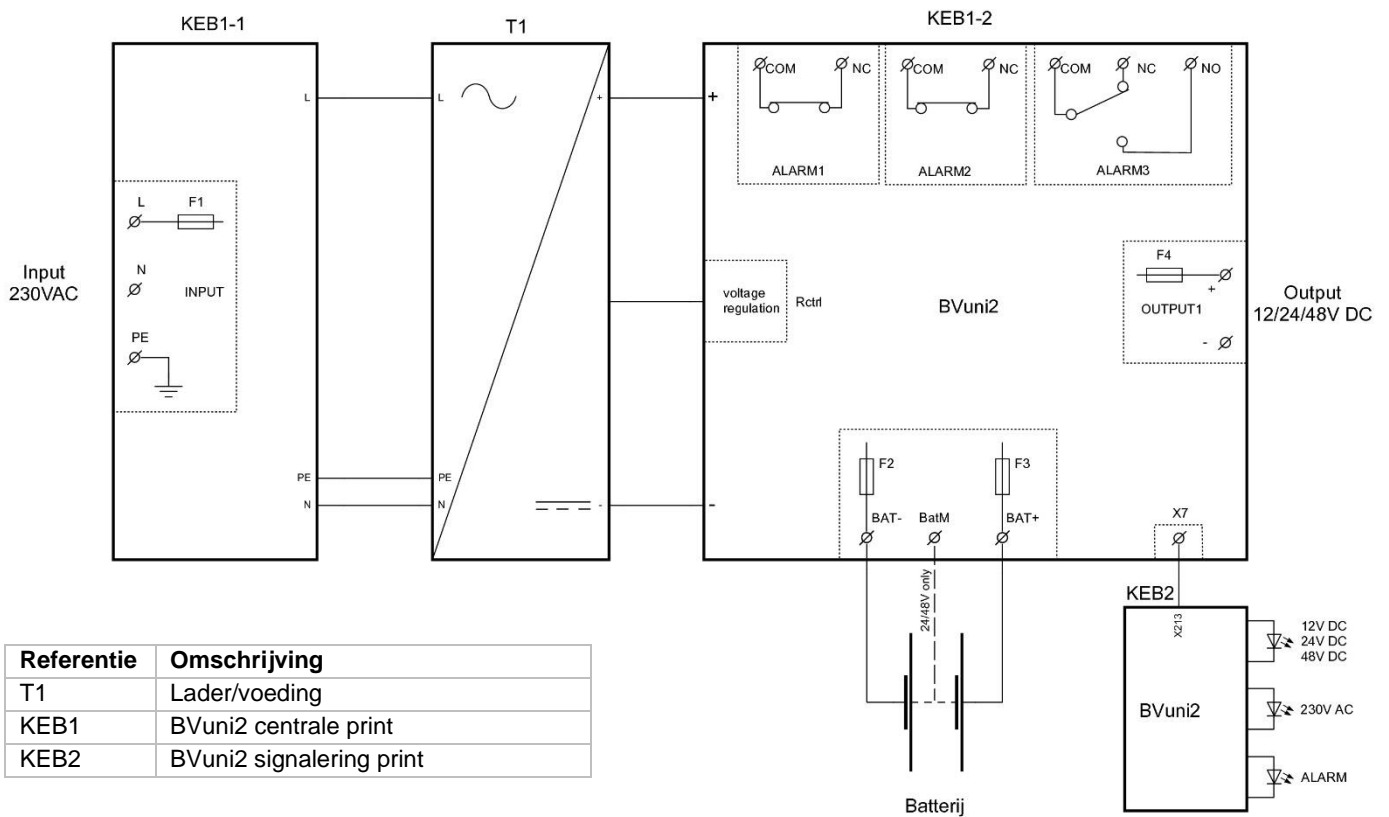 KEB1-1
T1
KEB1-2
L
L
+
+
COM
NC
COM
NC
COM
NC
NO
ALARM1
ALARM2
ALARM3
L
F1
N
INPUT
PE
Input
230VAC
voltage
regulation
Rctrl
BVuni2
F4
+
OUTPUT1
-
Output
12/24/48V DC
PE
N
PE
N
-
-
F2
F3
BAT-
BatM
BAT+
X7
24/48V only
Batterij
KEB2
X213
BVuni2
12V DC
24V DC
48V DC
230V AC
ALARM
Referentie Omschrijving
T1 Lader/voeding
KEB1 BVuni2 centrale print
KEB2 BVuni2 signalering print